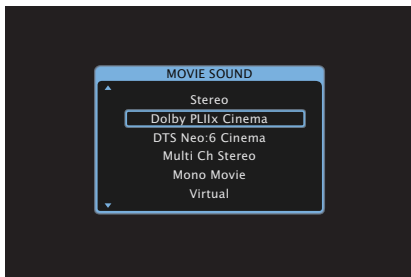 MOVIE SOUND
Stereo
Dolby PLIIx Cinema
DTS Neo:6 Cinema
Multi Ch Stereo
Mono Movie
Virtual